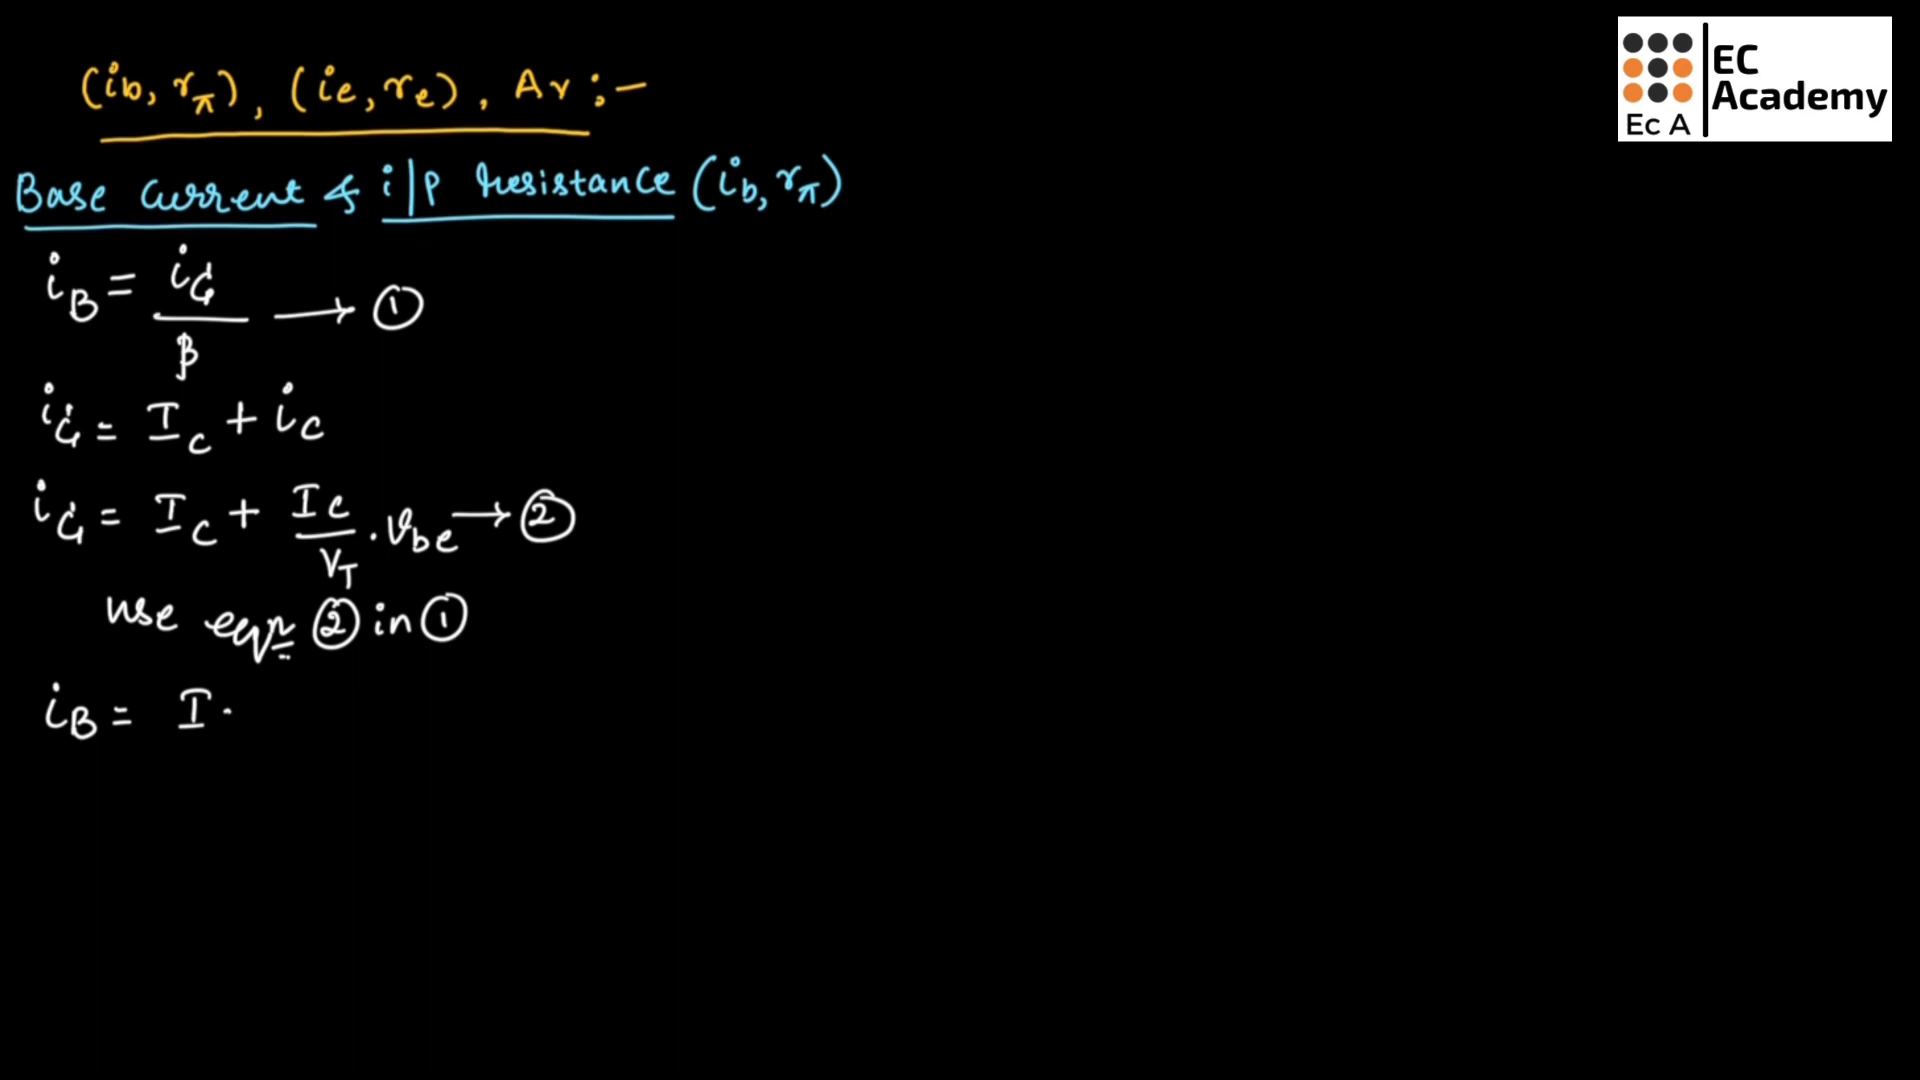 (ib, rπ), (ie, re), Av :-
EC Academy
Ec A
Base Current & i|p resistance (ib, rπ)
iB = iC / β → ①
iC = IC + ic
iC = IC + IC / VT . vbe → ②
use eqn ② in ①
iB = I